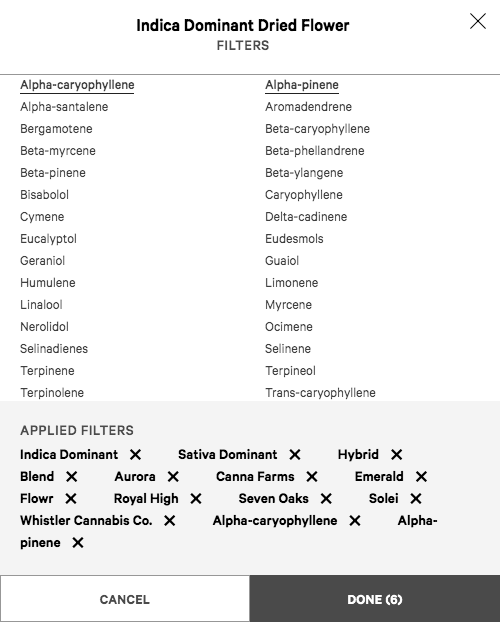 Indica Dominant Dried Flower
FILTERS
Alpha-caryophyllene Alpha-pinene
Alpha-santalene Aromadendrene
Bergamotene Beta-caryophyllene
Beta-myrcene Beta-phellandrene
Beta-pinene Beta-ylangene
Bisabolol Caryophyllene
Cymene Delta-cadinene
Eucalyptol Eudesmols
Geraniol Guaiol
Humulene Limonene
Linalool Myrcene
Nerolidol Ocimene
Selinadienes Selinene
Terpinene Terpineol
Terpinolene Trans-caryophyllene
APPLIED FILTERS
Indica Dominant Sativa Dominant Hybrid
Blend Aurora Canna Farms Emerald
Flowr Royal High Seven Oaks Solei
Whistler Cannabis Co. Alpha-caryophyllene Alpha-
pinene
CANCEL DONE (6)